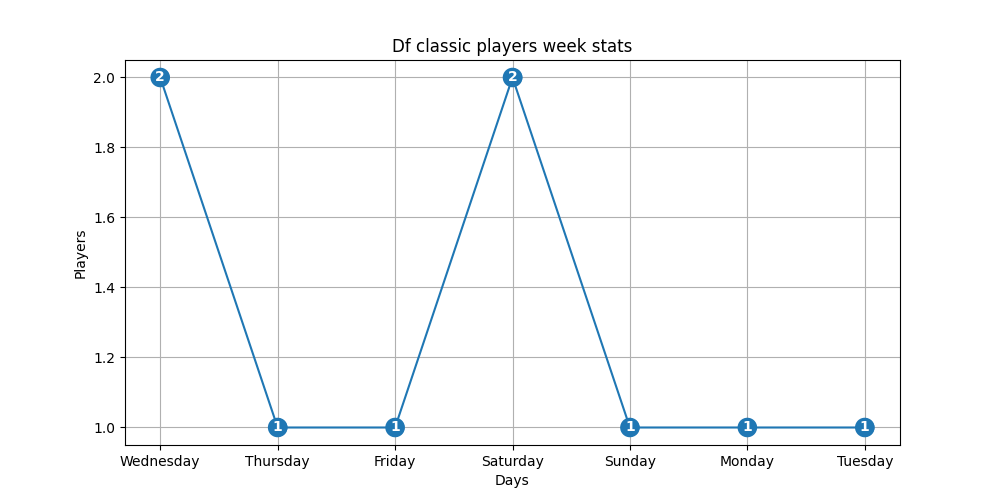 Df classic players week stats
2.0
1.8
1.6
1.4
1.2
1.0
Players
2 1 1 2 1 1 1
Wednesday Thursday Friday Saturday Sunday Monday Tuesday
Days